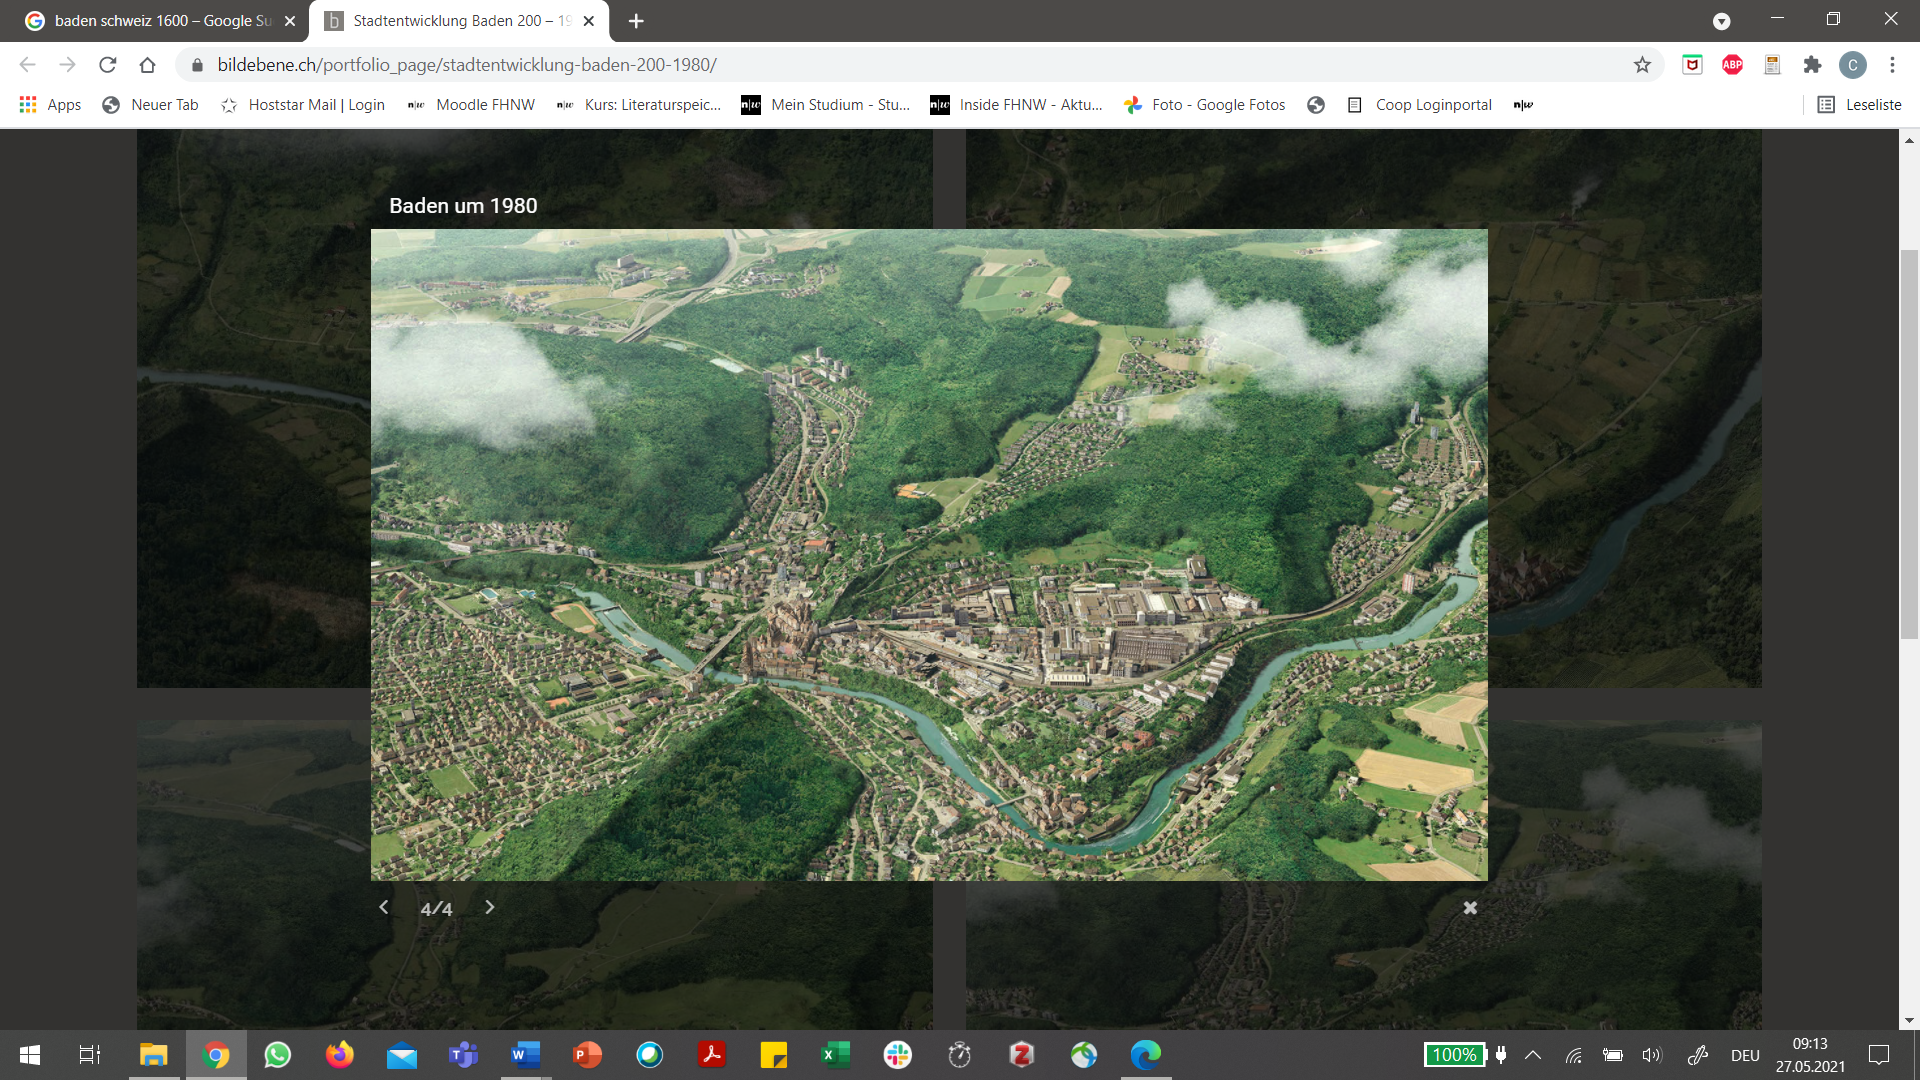 baden schweiz 1600 – Google Su
Stadtentwicklung Baden 200 – 19
bildebene.ch/portfolio_page/stadtentwicklung-baden-200-1980/
ABP
C
Apps
Neuer Tab
Hoststar Mail | Login
n|w Moodle FHNW
n|w Kurs: Literaturspeic...
n|w Mein Studium - Stu...
n|w Inside FHNW - Aktu...
Foto - Google Fotos
Coop Loginportal
n|w
Leseliste
Baden um 1980
4/4
100%
DEU
09:13
27.05.2021